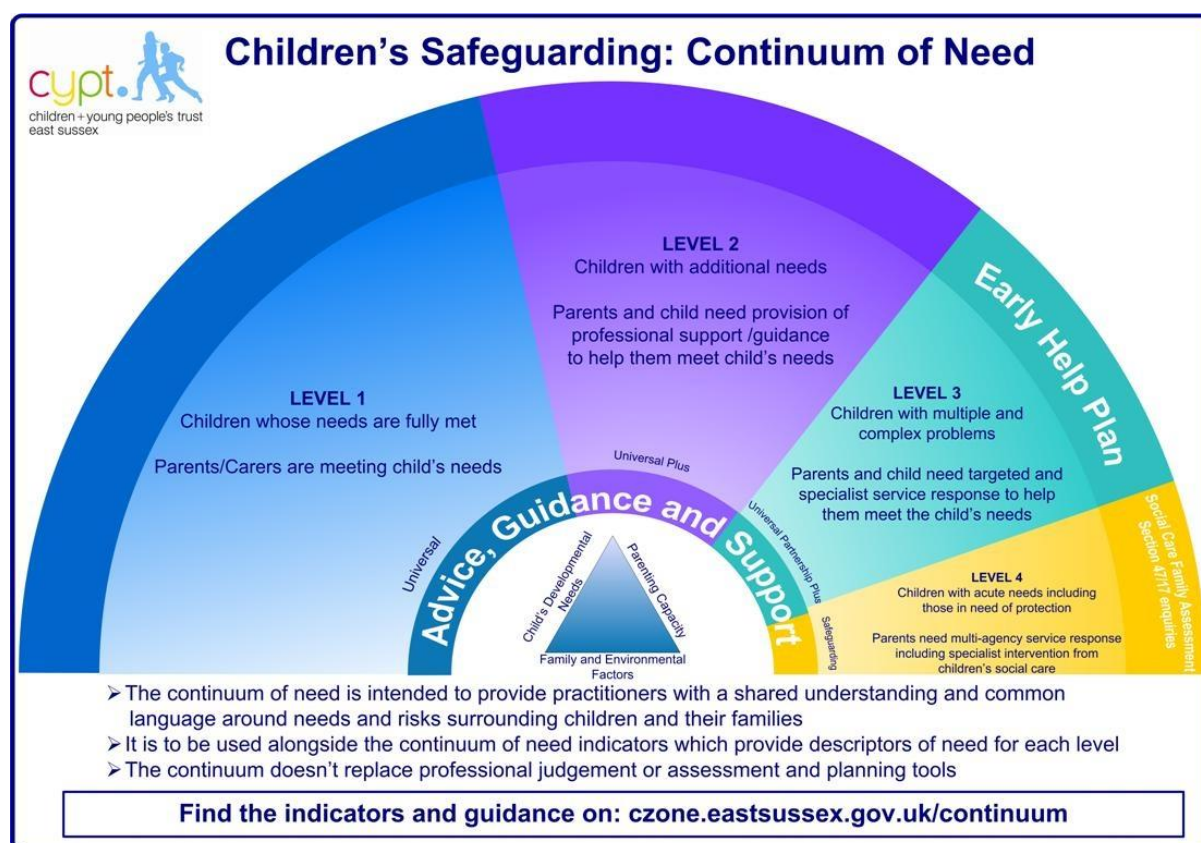 Children’s Safeguarding: Continuum of Need
cypt.
children + young people's trust
east sussex
LEVEL 1
Children whose needs are fully met
Parents/Carers are meeting child’s needs
LEVEL 2
Children with additional needs
Parents and child need provision of
professional support /guidance
to help them meet child’s needs
Early Help Plan
LEVEL 3
Children with multiple and
complex problems
Parents and child need targeted and
specialist service response to help
them meet the child’s needs
Social Care Family Assessment
Section 47/17 enquiries
LEVEL 4
Children with acute needs including
those in need of protection
Parents need multi-agency service response
including specialist intervention from
children’s social care
Universal
Universal Plus
Universal Partnership Plus
Safeguarding
Advice, Guidance and Support
Child’s Developmental
Needs
Parenting Capacity
Family and Environmental
Factors
➢ The continuum of need is intended to provide practitioners with a shared understanding and common
language around needs and risks surrounding children and their families
➢ It is to be used alongside the continuum of need indicators which provide descriptors of need for each level
➢ The continuum doesn’t replace professional judgement or assessment and planning tools
Find the indicators and guidance on: czone.eastsussex.gov.uk/continuum